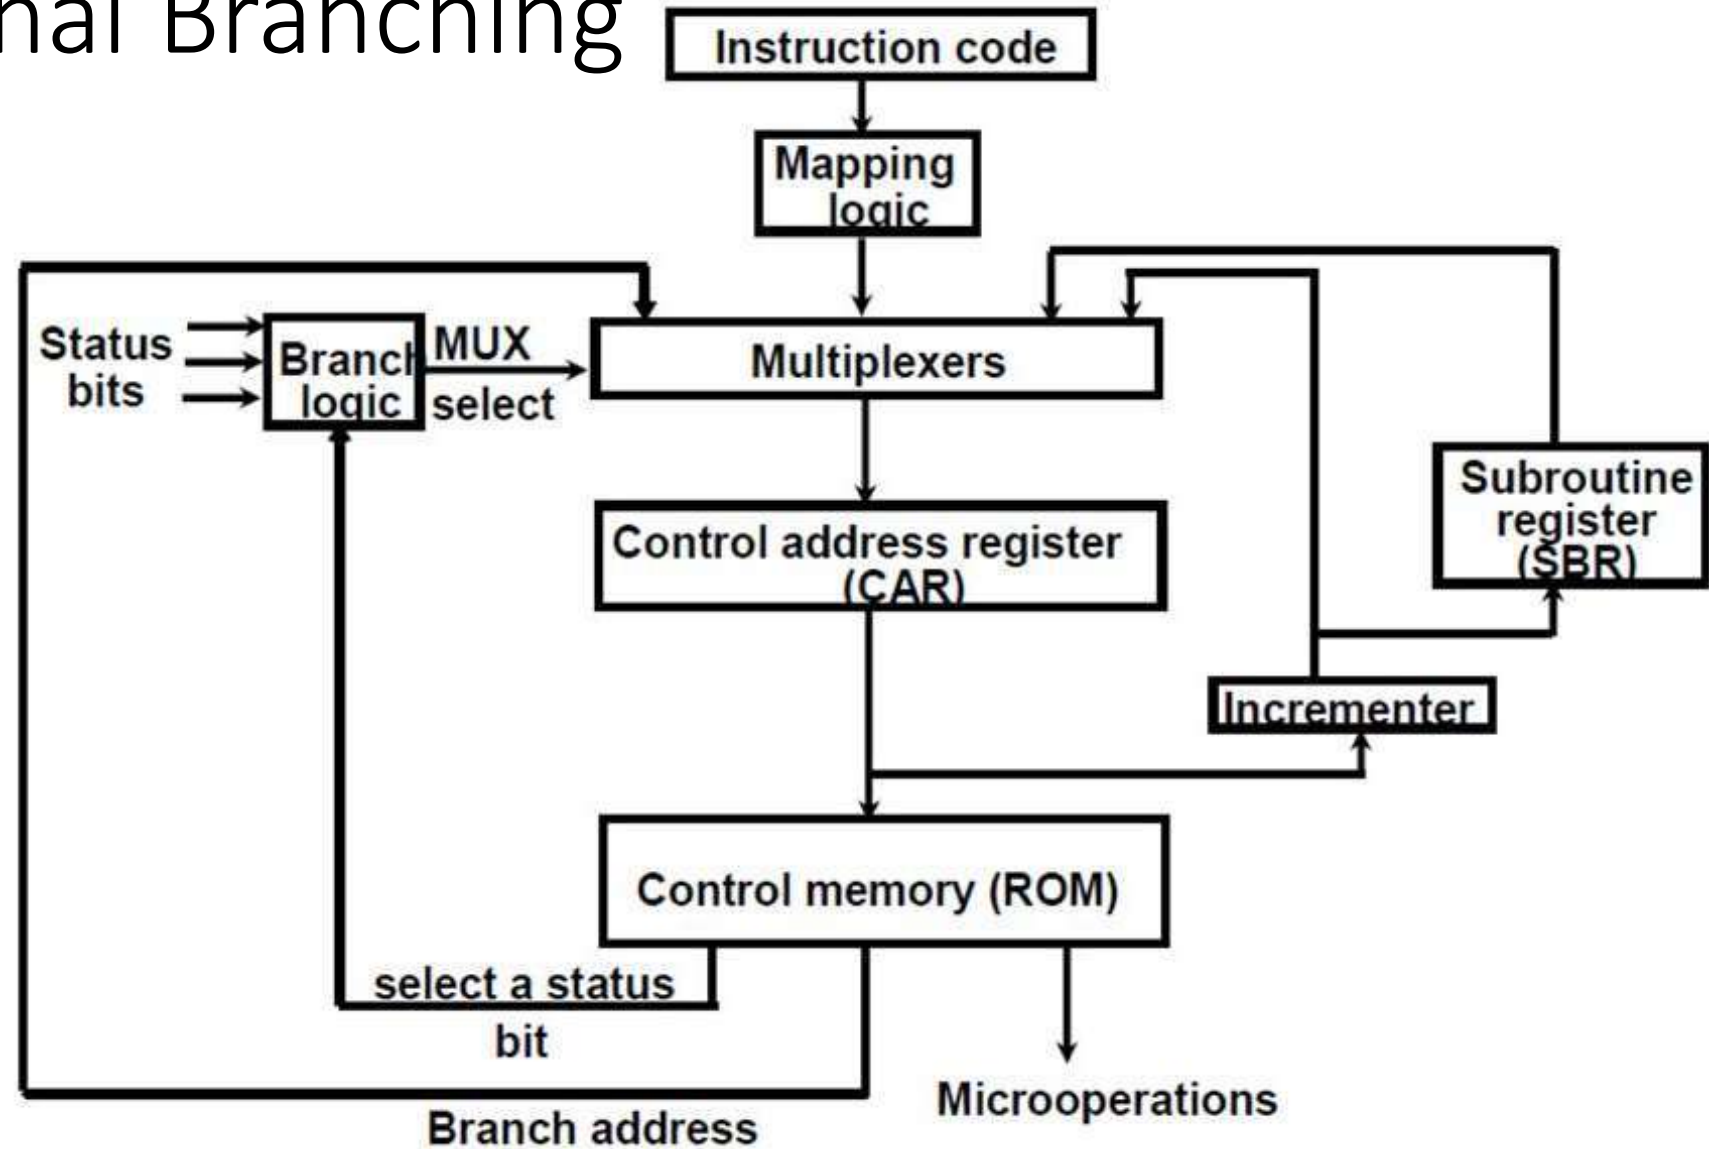 nal Branching
Instruction code
Mapping
logic
Status
bits
Branch
logic
MUX
select
Multiplexers
Subroutine
register
(SBR)
Control address register
(CAR)
Incrementer
Control memory (ROM)
select a status
bit
Microoperations
Branch address